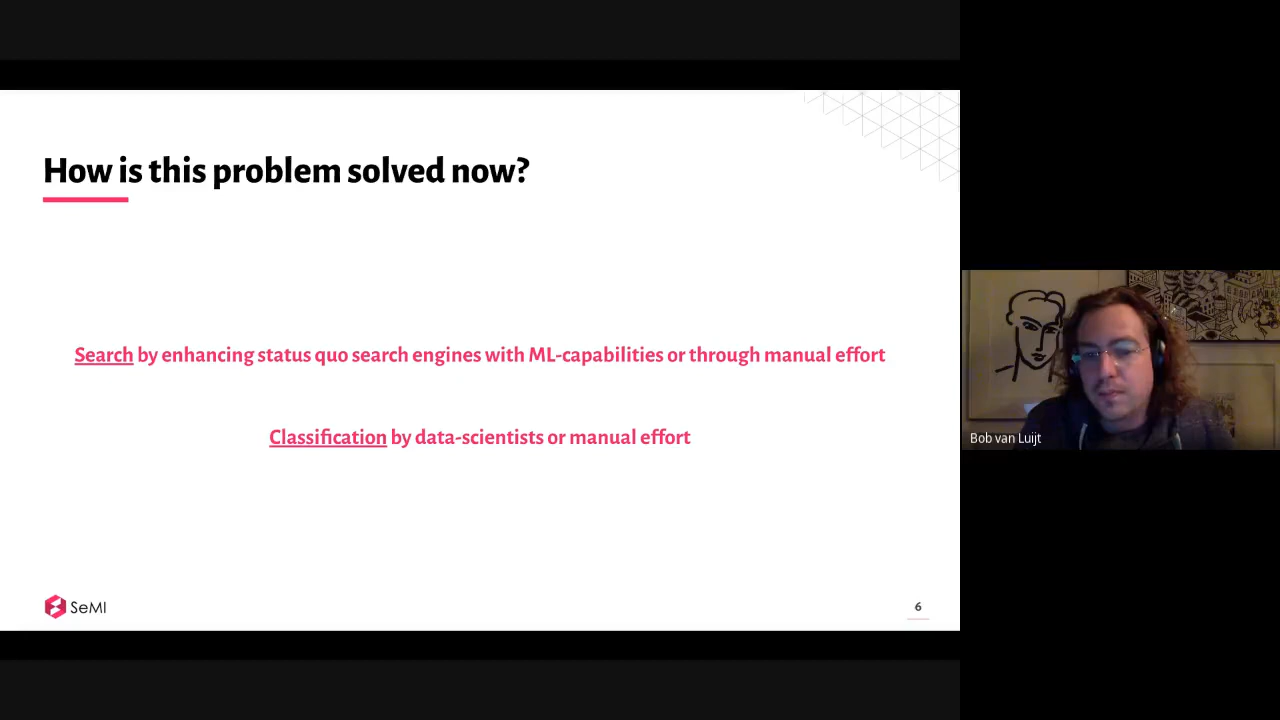 How is this problem solved now?
Search by enhancing status quo search engines with ML-capabilities or through manual effort
Classification by data-scientists or manual effort
SeMI
6
Bob van Luijt